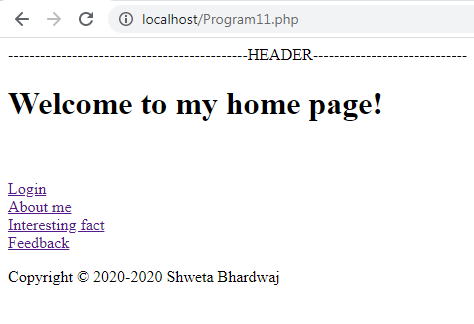 localhost/Program11.php
---------------------------------------------HEADER-----------------------------
Welcome to my home page!
Login
About me
Interesting fact
Feedback
Copyright © 2020-2020 Shweta Bhardwaj